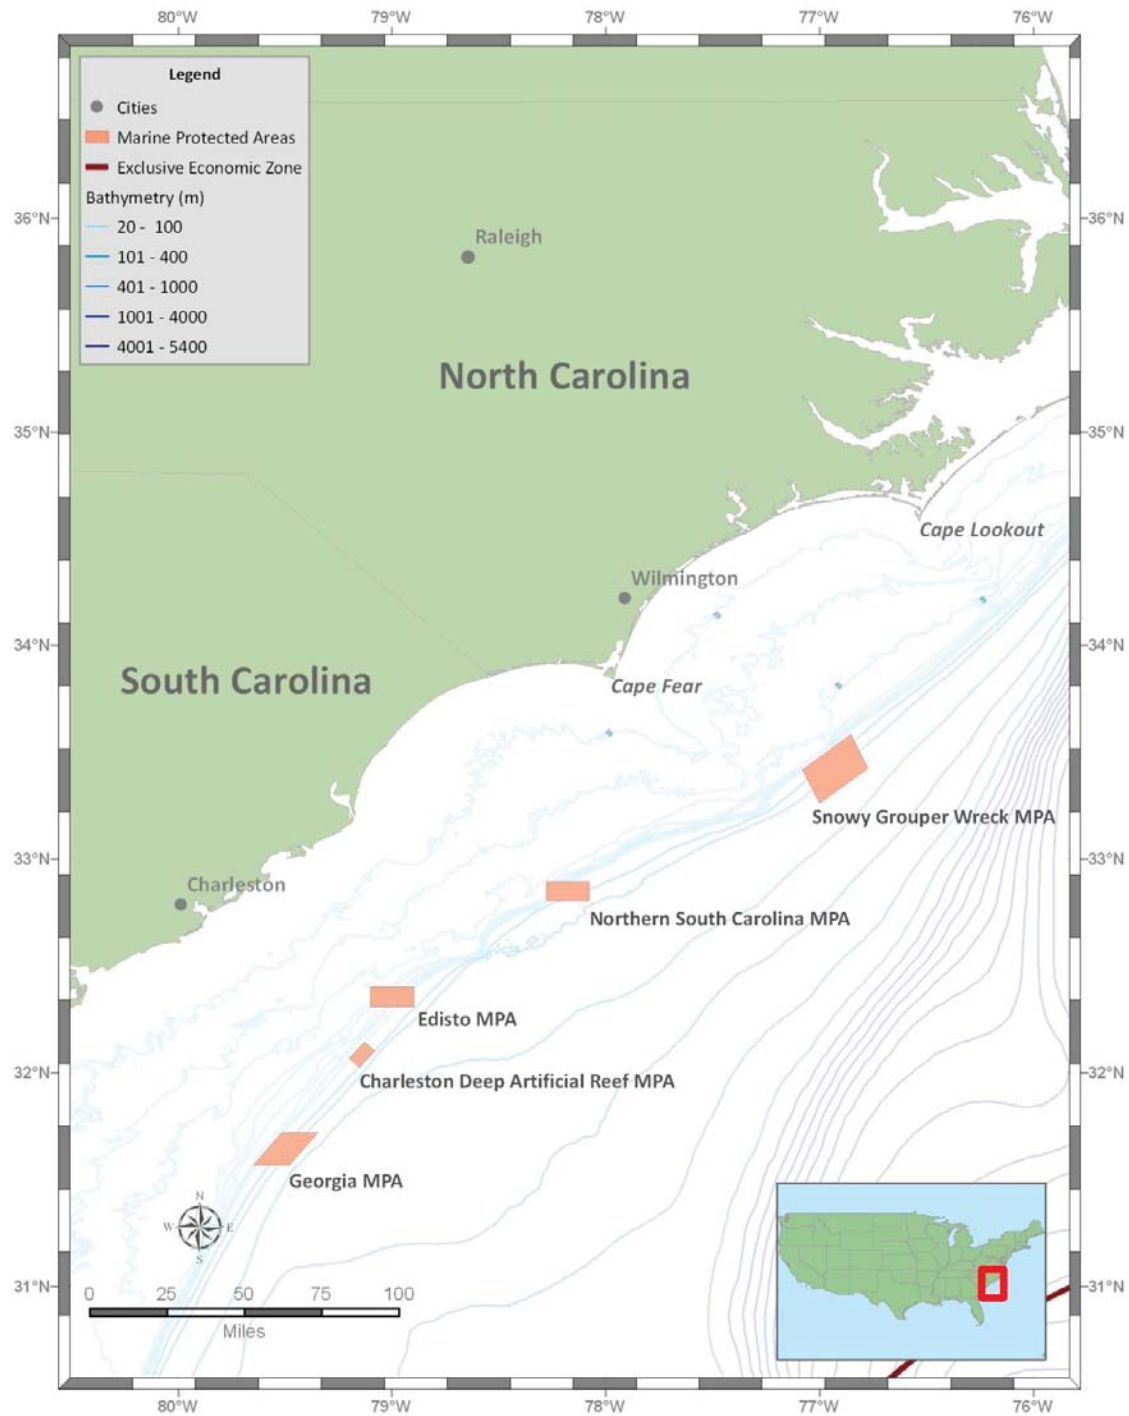 80°W 79°W 78°W 77°W 76°W
Legend
Cities
Marine Protected Areas
Exclusive Economic Zone
Bathymetry (m)
20 - 100
101 - 400
401 - 1000
1001 - 4000
4001 - 5400
36°N 36°N
Raleigh
North Carolina
35°N 35°N
Cape Lookout
Wilmington
34°N 34°N
South Carolina
Cape Fear
Snowy Grouper Wreck MPA
33°N 33°N
Charleston
Northern South Carolina MPA
Edisto MPA
32°N 32°N
Charleston Deep Artificial Reef MPA
Georgia MPA
N
W E
S
31°N 31°N
0 25 50 75 100
Miles
80°W 79°W 78°W 77°W 76°W